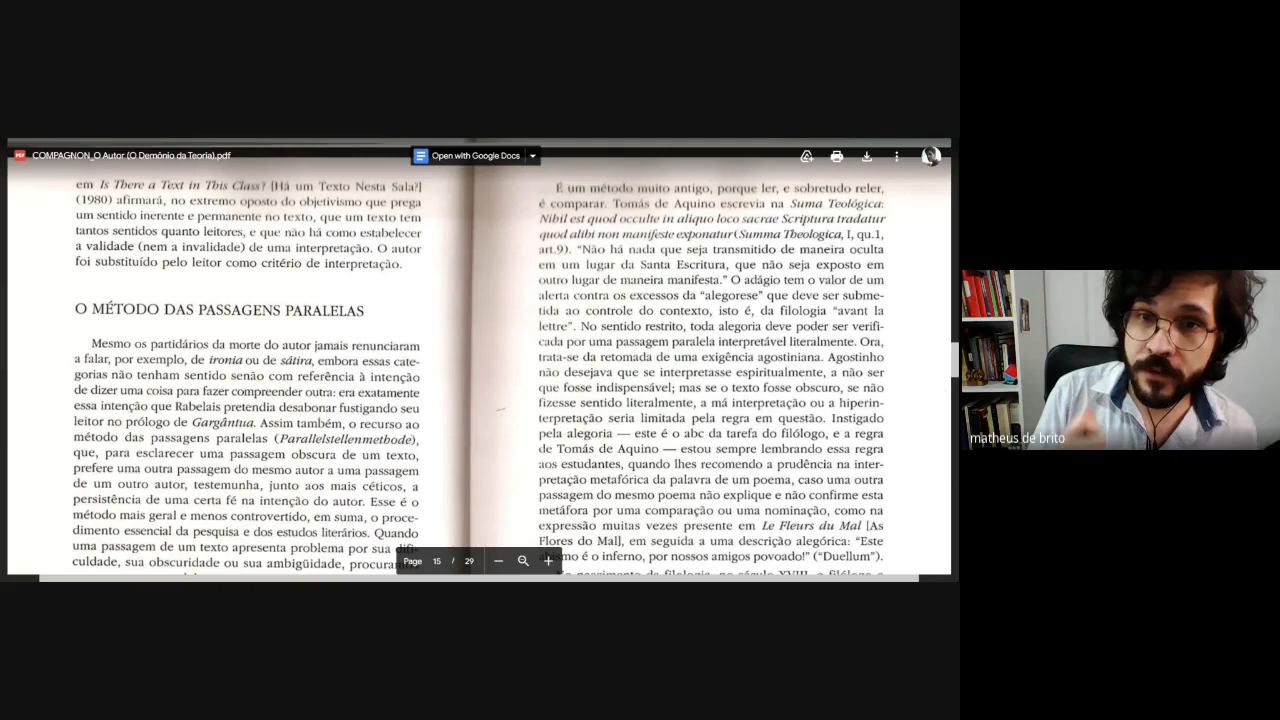 COMPAGNON_O Autor (O Demônio da Teoria).pdf
Open with Google Docs
em Is There a Text in This Class? [Há um Texto Nesta Sala?]
(1980) afirmará, no extremo oposto do objetivismo que prega
um sentido inerente e permanente no texto, que um texto tem
tantos sentidos quanto leitores, e que não há como estabelecer
a validade (nem a invalidade) de uma interpretação. O autor
foi substituído pelo leitor como critério de interpretação.
O MÉTODO DAS PASSAGENS PARALELAS
Mesmo os partidários da morte do autor jamais renunciaram
a falar, por exemplo, de ironia ou de sátira, embora essas cate-
gorias não tenham sentido senão com referência à intenção
de dizer uma coisa para fazer compreender outra: era exatamente
essa intenção que Rabelais pretendia desabonar fustigando seu
leitor no prólogo de Gargântua. Assim também, o recurso ao
método das passagens paralelas (Parallelstellenmethode),
que, para esclarecer uma passagem obscura de um texto,
prefere uma outra passagem do mesmo autor a uma passagem
de um outro autor, testemunha, junto aos mais céticos, a
persistência de uma certa fé na intenção do autor. Esse é o
método mais geral e menos controvertido, em suma, o proce-
dimento essencial da pesquisa e dos estudos literários. Quando
uma passagem de um texto apresenta problema por sua difi-
culdade, sua obscuridade ou sua ambigüidade, procuram
É um método muito antigo, porque ler, e sobretudo reler,
é comparar. Tomás de Aquino escrevia na Suma Teológica:
Nihil est quod occulte in aliquo loco sacrae Scriptura tradatur
quod alibi non manifeste exponatur (Summa Theologica, I, qu.1,
art.9). “Não há nada que seja transmitido de maneira oculta
em um lugar da Santa Escritura, que não seja exposto em
outro lugar de maneira manifesta.” O adágio tem o valor de um
alerta contra os excessos da “alegorese” que deve ser subme-
tida ao controle do contexto, isto é, da filologia “avant la
lettre”. No sentido restrito, toda alegoria deve poder ser verifi-
cada por uma passagem paralela interpretável literalmente. Ora,
trata-se da retomada de uma exigência agostiniana. Agostinho
não desejava que se interpretasse espiritualmente, a não ser
que fosse indispensável; mas se o texto fosse obscuro, se não
fizesse sentido literalmente, a má interpretação ou a hiperin-
terpretação seria limitada pela regra em questão. Instigado
pela alegoria — este é o abc da tarefa do filólogo, e a regra
de Tomás de Aquino — estou sempre lembrando essa regra
aos estudantes, quando lhes recomendo a prudência na inter-
pretação metafórica da palavra de um poema, caso uma outra
passagem do mesmo poema não explique e não confirme esta
metáfora por uma comparação ou uma nominação, como na
expressão muitas vezes presente em Le Fleurs du Mal [As
Flores do Mal], em seguida a uma descrição alegórica: “Este
abismo é o inferno, por nossos amigos povoado!” (“Duellum”).
No nascimento da filologia, no século XVIII, o filólogo e
Page 15 / 29
matheus de brito